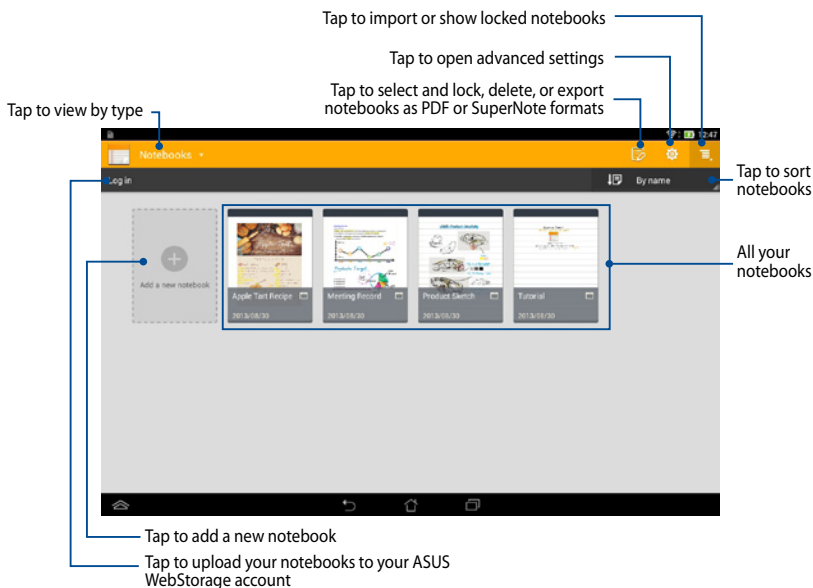 Tap to import or show locked notebooks
Tap to open advanced settings
Tap to select and lock, delete, or export
notebooks as PDF or SuperNote formats
Tap to view by type
12:47
Notebooks
Log in
By name
Tap to sort
notebooks
Add a new notebook
All your
notebooks
Apple Tart Recipe
Meeting Record
Product Sketch
Tutorial
2013/08/30
2013/08/30
2013/08/30
2013/08/30
Tap to add a new notebook
Tap to upload your notebooks to your ASUS
WebStorage account